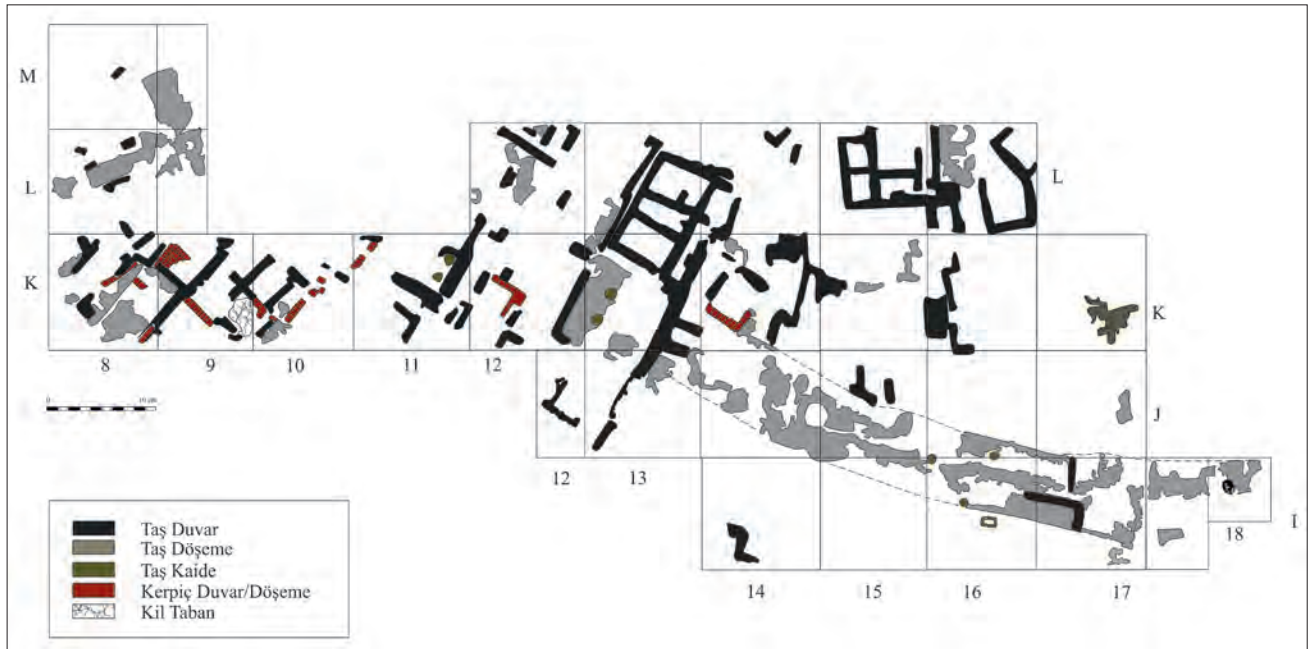 M
L
L
K
K
8
9
10
11
12
J
12
13
18
İ
14
15
16
17
0
Taş Duvar
Taş Döşeme
Taş Kaide
Kerpiç Duvar/Döşeme
Kil Taban